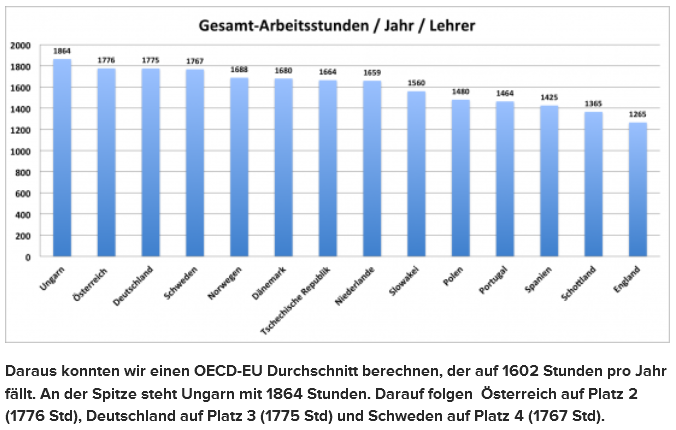 Gesamt-Arbeitsstunden / Jahr / Lehrer
2000
1800
1600
1400
1200
1000
800
600
400
200
0
1864 1776 1775 1767 1688 1680 1664 1659 1560 1480 1464 1425 1365 1265
Ungarn Österreich Deutschland Schweden Norwegen Dänemark Tschechische Republik Niederlande Slowakei Polen Portugal Spanien Schottland England
Daraus konnten wir einen OECD-EU Durchschnitt berechnen, der auf 1602 Stunden pro Jahr
fällt. An der Spitze steht Ungarn mit 1864 Stunden. Darauf folgen Österreich auf Platz 2
(1776 Std), Deutschland auf Platz 3 (1775 Std) und Schweden auf Platz 4 (1767 Std).